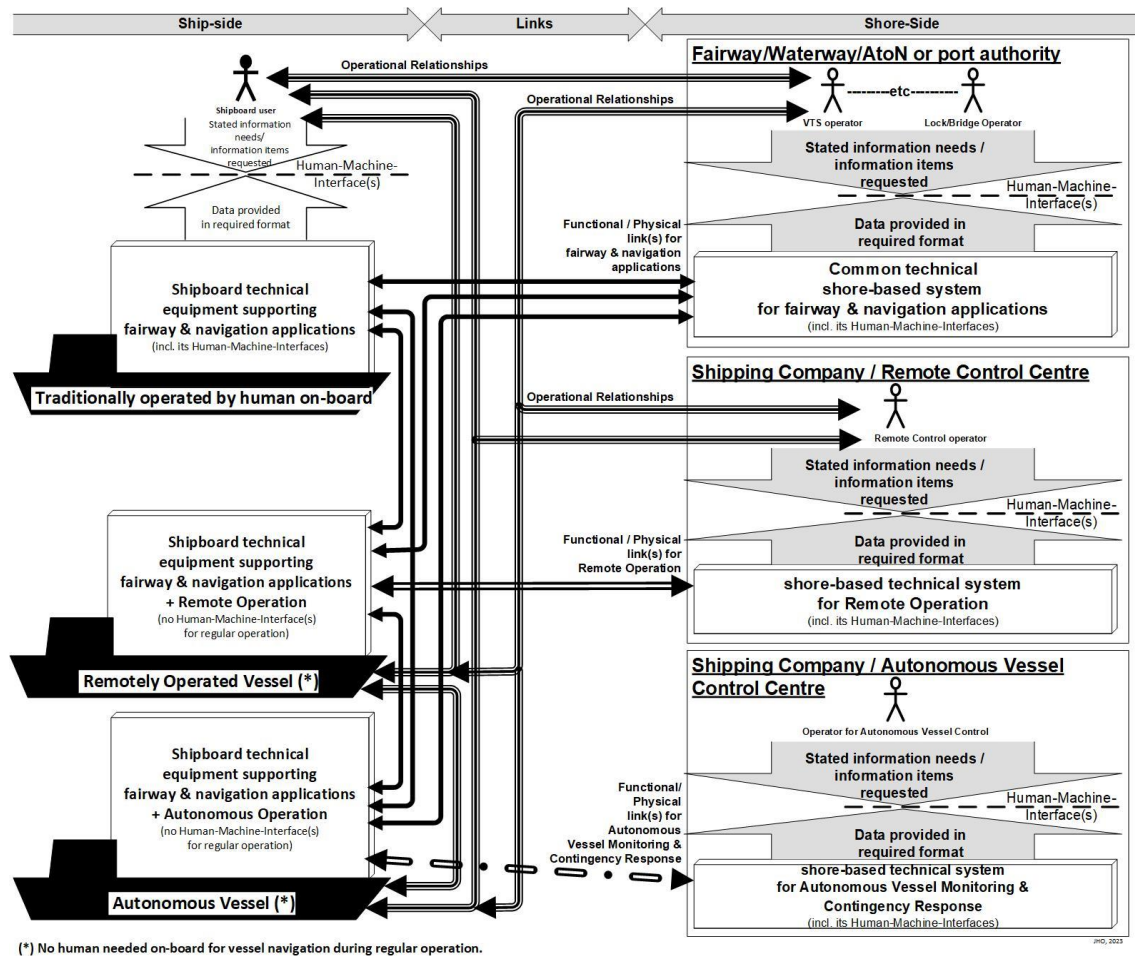 Ship-side
Links
Shore-Side
Operational Relationships
Shipboard user
Stated information
needs/
information items
requested
Human-Machine-
Interface(s)
Data provided
in required format
Shipboard technical
equipment supporting
fairway & navigation applications
(incl. its Human-Machine-Interfaces)
Traditionally operated by human on-board
Shipboard technical
equipment supporting
fairway & navigation applications
+ Remote Operation
(no Human-Machine-Interface(s)
for regular operation)
Remotely Operated Vessel (*)
Shipboard technical
equipment supporting
fairway & navigation applications
+ Autonomous Operation
(no Human-Machine-Interface(s)
for regular operation)
Autonomous Vessel (*)
(*) No human needed on-board for vessel navigation during regular operation.
Operational Relationships
Functional / Physical
link(s) for
fairway & navigation
applications
Operational Relationships
Functional / Physical
link(s) for
Remote Operation
Functional/
Physical
link(s) for
Autonomous
Vessel Monitoring &
Contingency Response
Fairway/Waterway/AtoN or port authority
-------etc-------
VTS operator
Lock/Bridge Operator
Stated information needs /
information items
requested
Human-Machine-
Interface(s)
Data provided in
required format
Common technical
shore-based system
for fairway & navigation applications
(incl. its Human-Machine-Interfaces)
Shipping Company / Remote Control Centre
Remote Control operator
Stated information needs /
information items
requested
Human-Machine-
Interface(s)
Data provided in
required format
shore-based technical system
for Remote Operation
(incl. its Human-Machine-Interfaces)
Shipping Company / Autonomous Vessel
Control Centre
Operator for Autonomous Vessel Control
Stated information needs /
information items
requested
Human-Machine-
Interface(s)
Data provided in
required format
shore-based technical system
for Autonomous Vessel Monitoring &
Contingency Response
(incl. its Human-Machine-Interfaces)
JHO, 2023